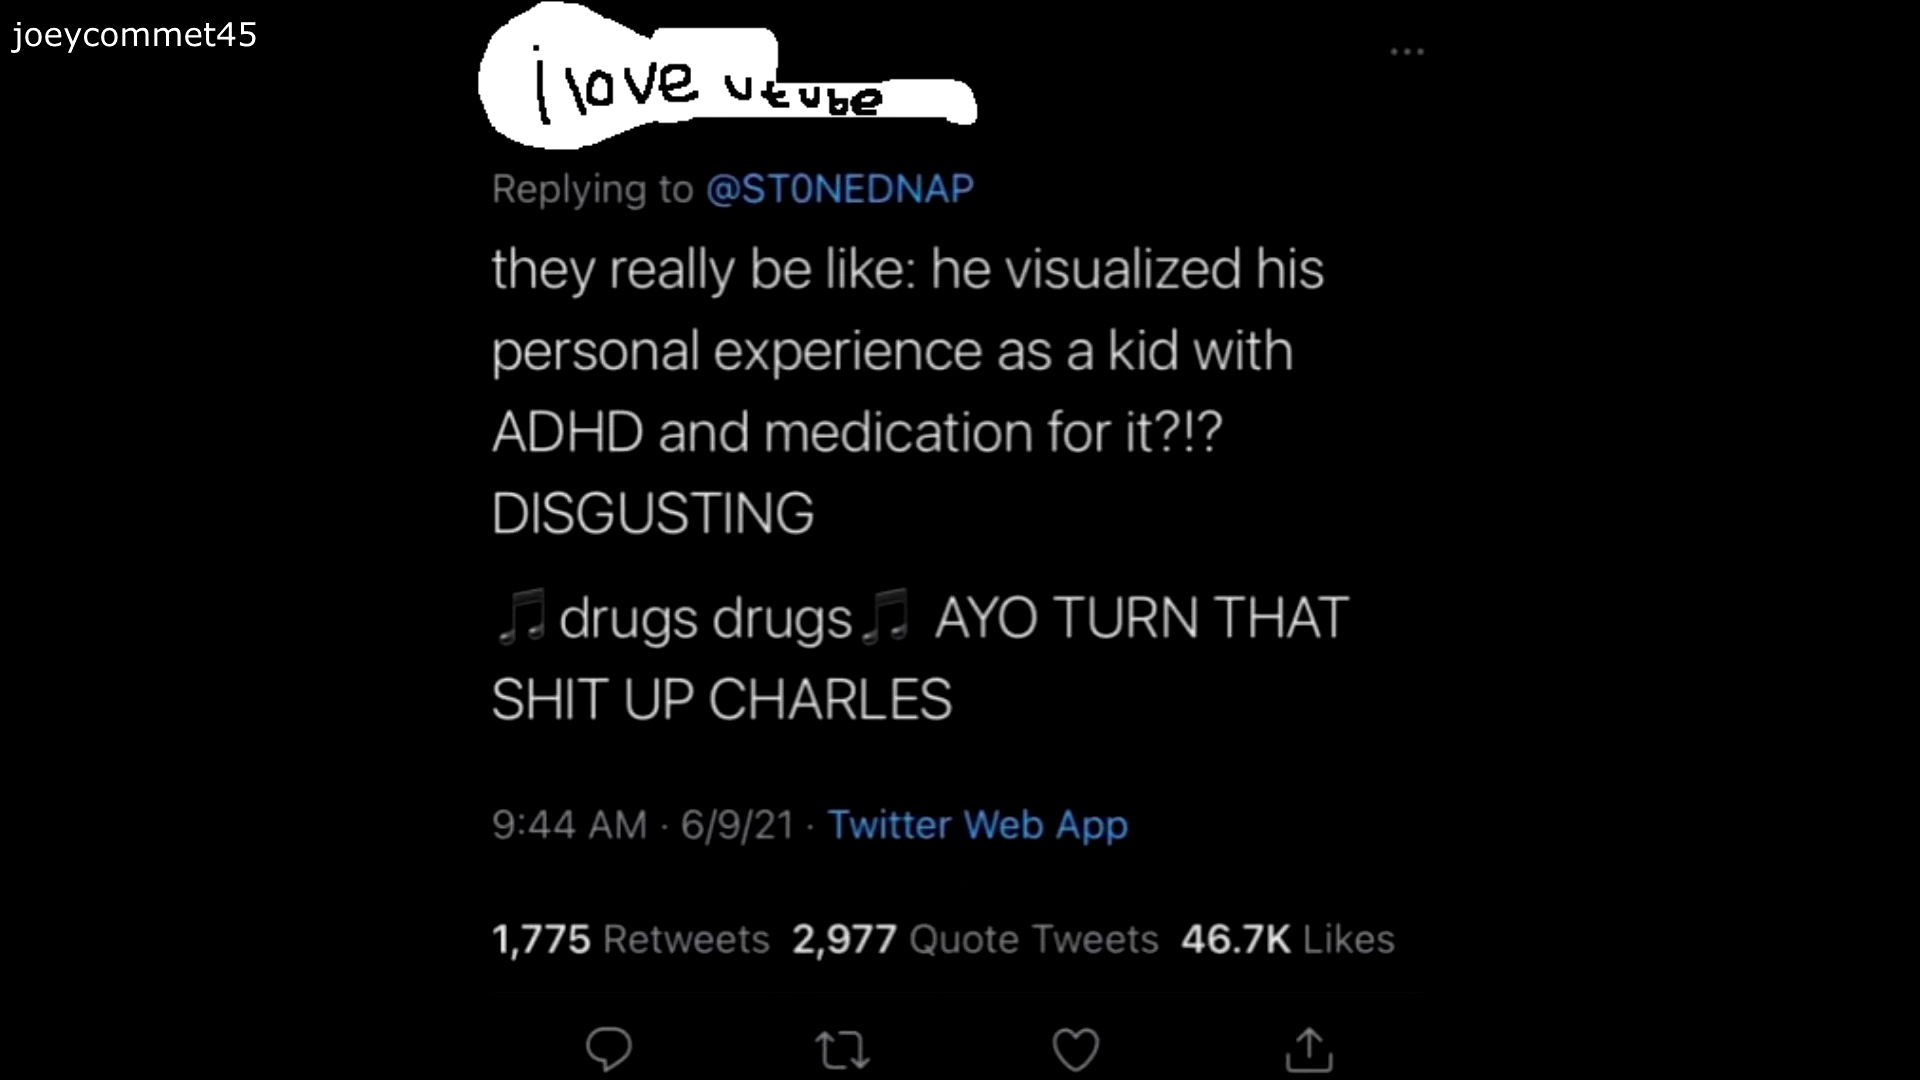 joeycommet45
i love utube
Replying to @ST0NEDNAP
they really be like: he visualized his
personal experience as a kid with
ADHD and medication for it?!?
DISGUSTING
🎵drugs drugs🎵 AYO TURN THAT
SHIT UP CHARLES
9:44 AM · 6/9/21 · Twitter Web App
1,775 Retweets 2,977 Quote Tweets 46.7K Likes